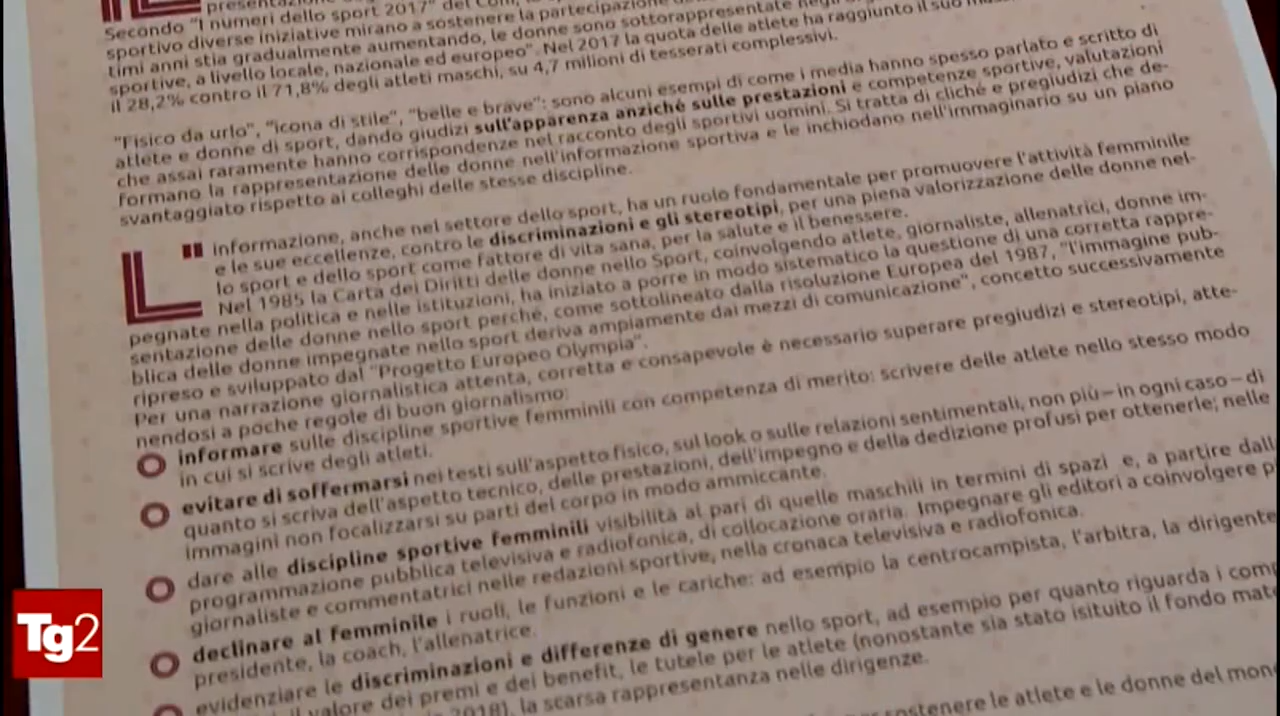 presentazione
Secondo "I numeri dello sport 2017" del Coni,
sportivo diverse iniziative mirano a sostenere la partecipazione
timi anni stia gradualmente aumentando, le donne sono sottorappresentate negli
sportive, a livello locale, nazionale ed europeo". Nel 2017 la quota delle atlete ha raggiunto il suo
il 28,2% contro il 71,8% degli atleti maschi, su 4,7 milioni di tesserati complessivi.
"Fisico da urlo", "icona di stile", "belle e brave": sono alcuni esempi di come i media hanno spesso parlato e scritto di
atlete e donne di sport, dando giudizi sull'apparenza anziché sulle prestazioni e competenze sportive, valutazioni
che assai raramente hanno corrispondenze nel racconto degli sportivi uomini. Si tratta di cliché e pregiudizi che de-
formano la rappresentazione delle donne nell'informazione sportiva e le inchiodano nell'immaginario su un piano
svantaggiato rispetto ai colleghi delle stesse discipline.
L'informazione, anche nel settore dello sport, ha un ruolo fondamentale per promuovere l'attività femminile
e le sue eccellenze, contro le discriminazioni e gli stereotipi, per una piena valorizzazione delle donne nel-
lo sport e dello sport come fattore di vita sana, per la salute e il benessere.
Nel 1985 la Carta dei Diritti delle donne nello Sport, coinvolgendo atlete, giornaliste, allenatrici, donne im-
pegnate nella politica e nelle istituzioni, ha iniziato a porre in modo sistematico la questione di una corretta rappre-
sentazione delle donne nello sport perché, come sottolineato dalla risoluzione Europea del 1987, "l'immagine pub-
blica delle donne impegnate nello sport deriva ampiamente dai mezzi di comunicazione", concetto successivamente
ripreso e sviluppato dal "Progetto Europeo Olympia".
Per una narrazione giornalistica attenta, corretta e consapevole è necessario superare pregiudizi e stereotipi, atte-
nendosi a poche regole di buon giornalismo:
informare sulle discipline sportive femminili con competenza di merito: scrivere delle atlete nello stesso modo
in cui si scrive degli atleti.
evitare di soffermarsi nei testi sull'aspetto fisico, sul look o sulle relazioni sentimentali, non più – in ogni caso – di
quanto si scriva dell'aspetto tecnico, delle prestazioni, dell'impegno e della dedizione profusi per ottenerle; nelle
immagini non focalizzarsi su parti del corpo in modo ammiccante.
dare alle discipline sportive femminili visibilità al pari di quelle maschili in termini di spazi e, a partire dall
programmazione pubblica televisiva e radiofonica, di collocazione oraria. Impegnare gli editori a coinvolgere p
giornaliste e commentatrici nelle redazioni sportive, nella cronaca televisiva e radiofonica.
declinare al femminile i ruoli, le funzioni e le cariche: ad esempio la centrocampista, l'arbitra, la dirigente
presidente, la coach, l'allenatrice.
evidenziare le discriminazioni e differenze di genere nello sport, ad esempio per quanto riguarda i com
il valore dei premi e dei benefit, le tutele per le atlete (nonostante sia stato isituito il fondo mate
2018), la scarsa rappresentanza nelle dirigenze.
sostenere le atlete e le donne del mon
Tg2